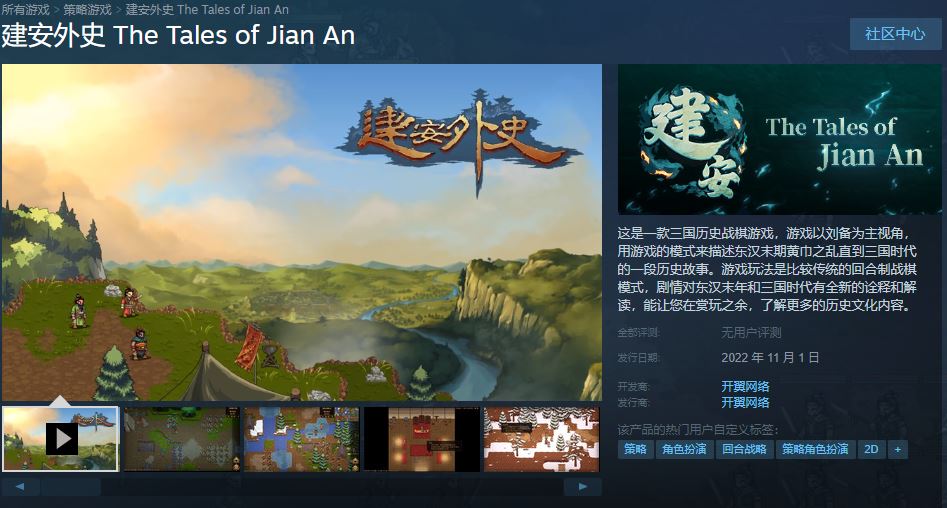 所有游戏 > 策略游戏 > 建安外史 The Tales of Jian An
建安外史 The Tales of Jian An
社区中心
建安外史
建安
The Tales of
Jian An
这是一款三国历史战棋游戏，游戏以刘备为主视角，
用游戏的模式来描述东汉末期黄巾之乱直到三国时代
的一段历史故事。游戏玩法是比较传统的回合制战棋
模式，剧情对东汉末年和三国时代有全新的诠释和解
读，能让您在赏玩之余，了解更多的历史文化内容。
全部评测: 无用户评测
发行日期: 2022 年 11 月 1 日
开发商: 开翼网络
发行商: 开翼网络
该产品的热门用户自定义标签:
策略 角色扮演 回合战略 策略角色扮演 2D +